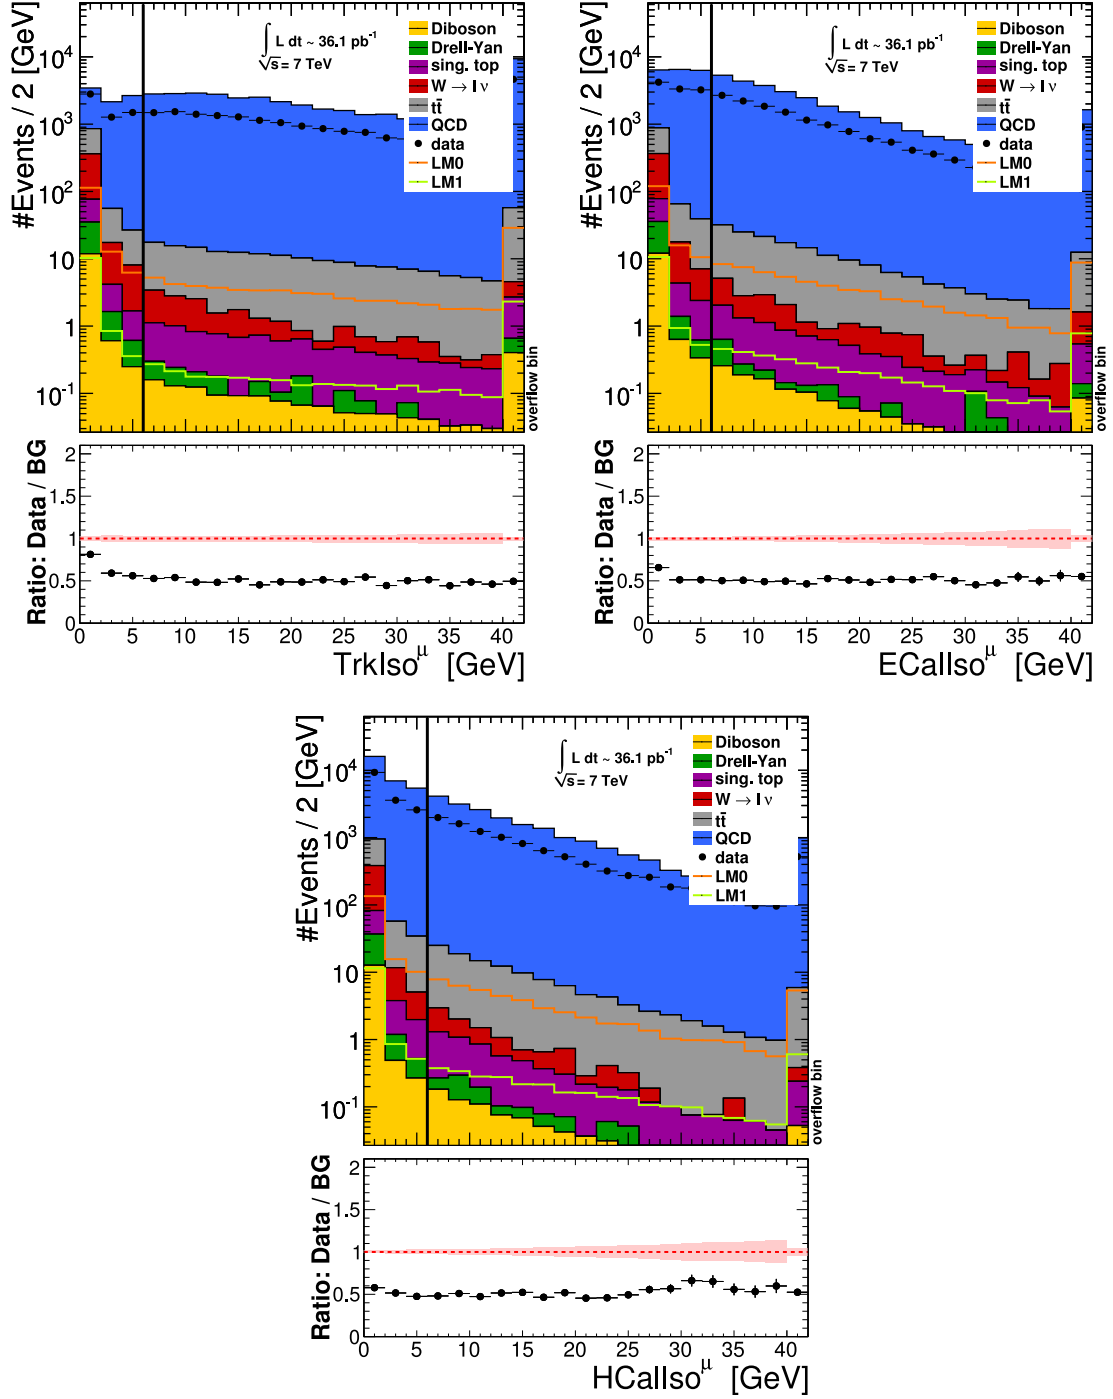 #Events / 2 [GeV]
10⁴
10³
10²
10
1
10⁻¹
∫ L dt ~ 36.1 pb⁻¹
√s = 7 TeV
Diboson
Drell-Yan
sing. top
W → l ν
tt̄
QCD
data
LM0
LM1
overflow bin
Ratio: Data / BG
2
1.5
1
0.5
0
0 5 10 15 20 25 30 35 40
TrkIso^μ [GeV]
#Events / 2 [GeV]
10⁴
10³
10²
10
1
10⁻¹
∫ L dt ~ 36.1 pb⁻¹
√s = 7 TeV
Diboson
Drell-Yan
sing. top
W → l ν
tt̄
QCD
data
LM0
LM1
overflow bin
Ratio: Data / BG
2
1.5
1
0.5
0
0 5 10 15 20 25 30 35 40
ECalIso^μ [GeV]
#Events / 2 [GeV]
10⁴
10³
10²
10
1
10⁻¹
∫ L dt ~ 36.1 pb⁻¹
√s = 7 TeV
Diboson
Drell-Yan
sing. top
W → l ν
tt̄
QCD
data
LM0
LM1
overflow bin
Ratio: Data / BG
2
1.5
1
0.5
0
0 5 10 15 20 25 30 35 40
HCalIso^μ [GeV]